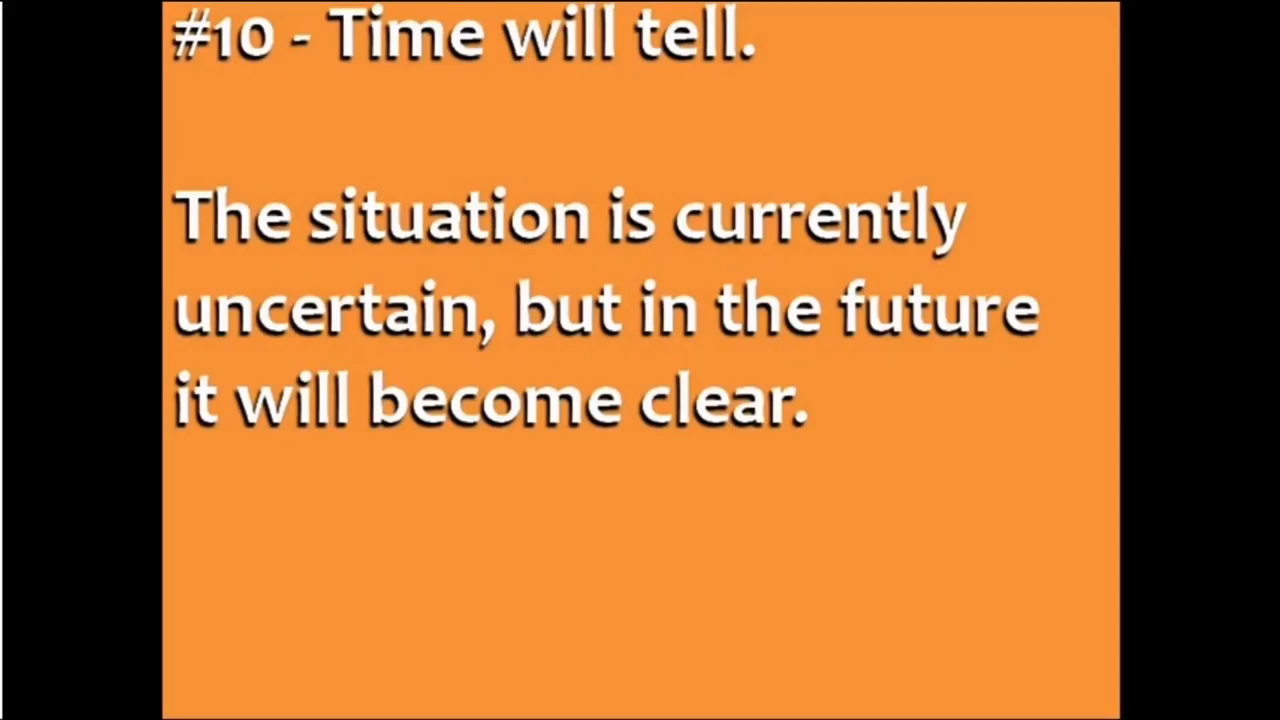 #10 - Time will tell.
The situation is currently
uncertain, but in the future
it will become clear.